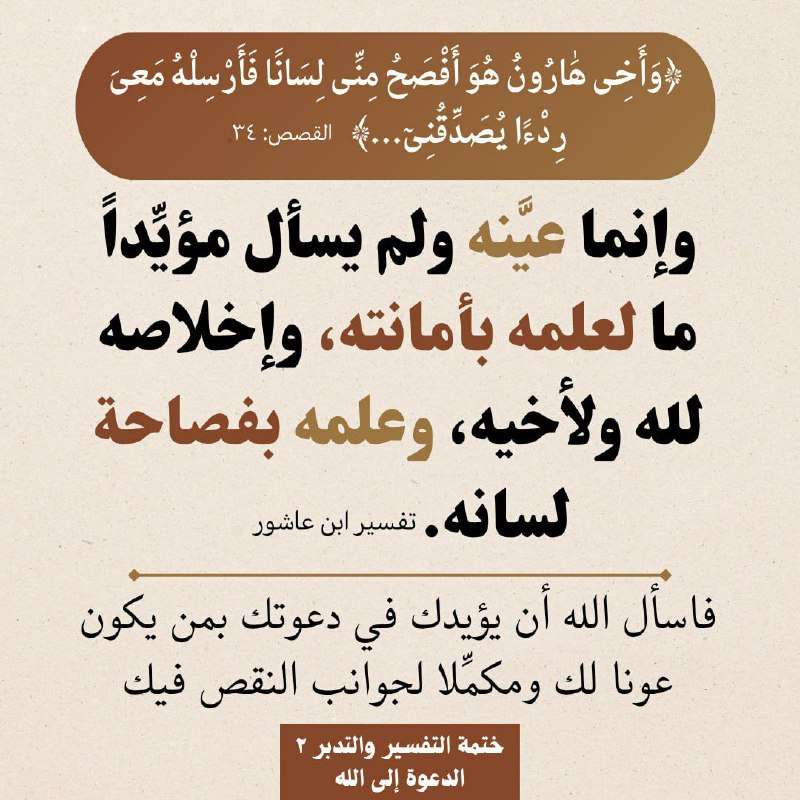 ﴿وَأَخِى هَٰرُونُ هُوَ أَفْصَحُ مِنِّى لِسَانًا فَأَرْسِلْهُ مَعِىَ
رِدْءًا يُصَدِّقُنِىٓ...﴾ القصص: ٣٤
وإنما عيَّنه ولم يسأل مؤيِّداً
ما لعلمه بأمانته، وإخلاصه
لله ولأخيه، وعلمه بفصاحة
لسانه. تفسير ابن عاشور
فاسأل الله أن يؤيدك في دعوتك بمن يكون
عونا لك ومكمِّلا لجوانب النقص فيك
ختمة التفسير والتدبر ٢
الدعوة إلى الله